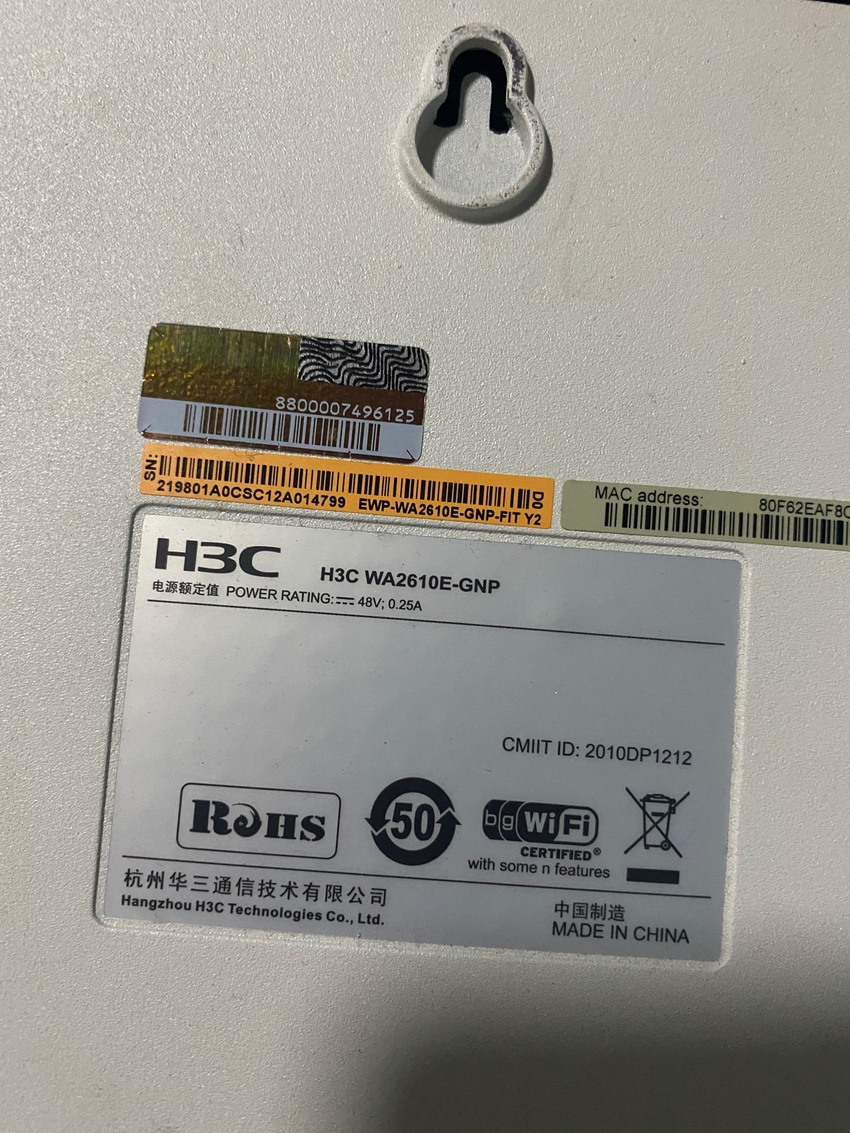 8800007496125
SN:
219801A0CSC12A014799 EWP-WA2610E-GNP-FIT Y2
D0
MAC address: 80F62EAF8C
H3C H3C WA2610E-GNP
电源额定值 POWER RATING: 48V; 0.25A
CMIIT ID: 2010DP1212
RoHS
50
bg WiFi
CERTIFIED®
with some n features
杭州华三通信技术有限公司
Hangzhou H3C Technologies Co., Ltd.
中国制造
MADE IN CHINA